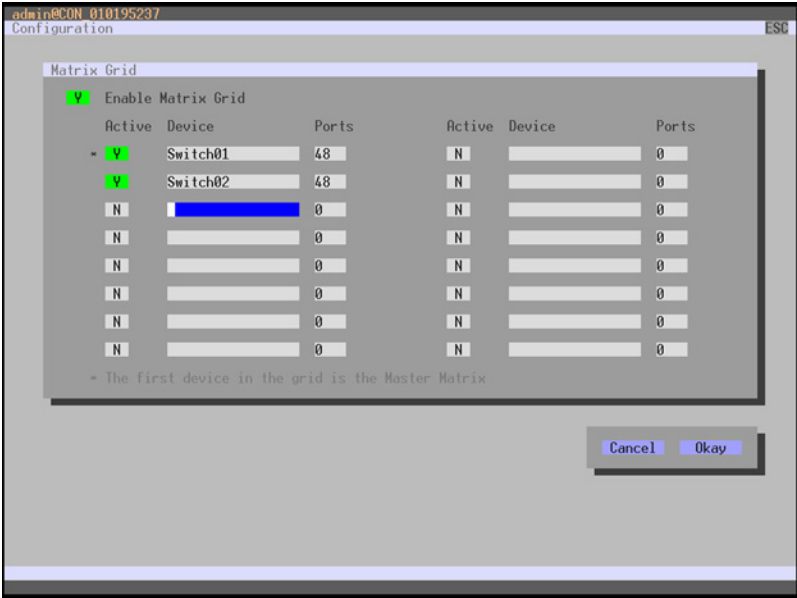 admin@CON_010195237
Configuration ESC
Matrix Grid
Y Enable Matrix Grid
Active Device Ports Active Device Ports
* Y Switch01 48 N 0
Y Switch02 48 N 0
N 0 N 0
N 0 N 0
N 0 N 0
N 0 N 0
N 0 N 0
N 0 N 0
* The first device in the grid is the Master Matrix
Cancel Okay